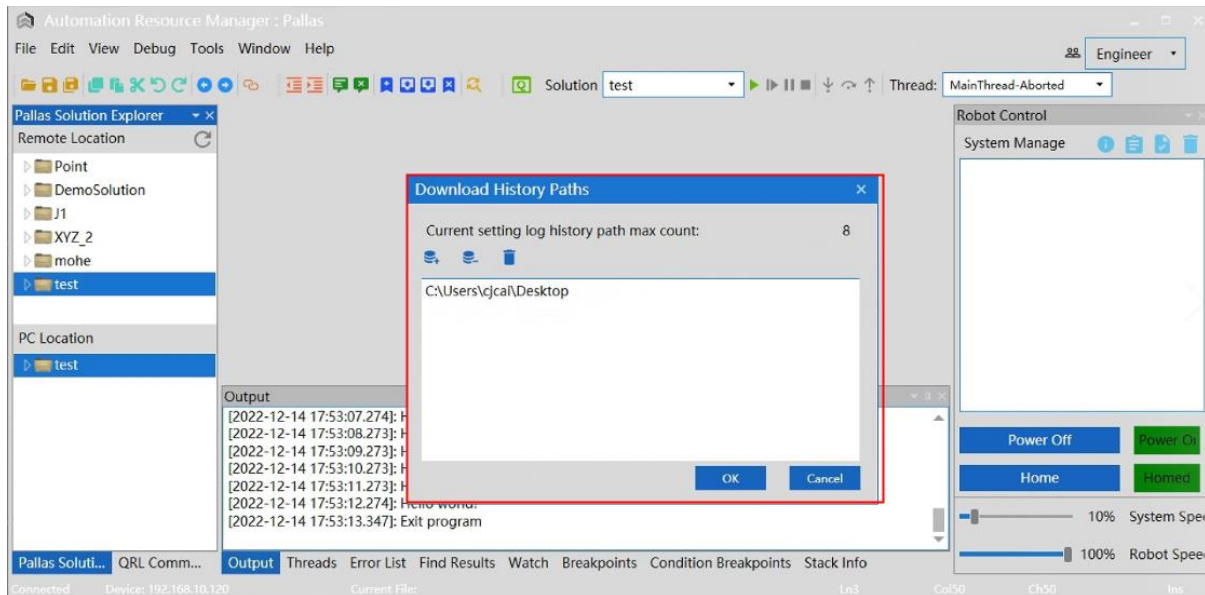 Automation Resource Manager : Pallas
File Edit View Debug Tools Window Help
Engineer
Solution test Thread: MainThread-Aborted
Pallas Solution Explorer
Remote Location
Point
DemoSolution
J1
XYZ_2
mohe
test
PC Location
test
Pallas Soluti... QRL Comm...
Download History Paths
Current setting log history path max count: 8
C:\Users\cjcai\Desktop
OK Cancel
Output
[2022-12-14 17:53:07.274]: H
[2022-12-14 17:53:08.273]: H
[2022-12-14 17:53:09.273]: H
[2022-12-14 17:53:10.273]: H
[2022-12-14 17:53:11.273]: H
[2022-12-14 17:53:12.274]: Hello world!
[2022-12-14 17:53:13.347]: Exit program
Output Threads Error List Find Results Watch Breakpoints Condition Breakpoints Stack Info
Robot Control
System Manage
Power Off Power On
Home Homed
10% System Spee
100% Robot Spee
Connected Device: 192.168.10.120 Current File: Ln3 Col50 Ch50 Ins